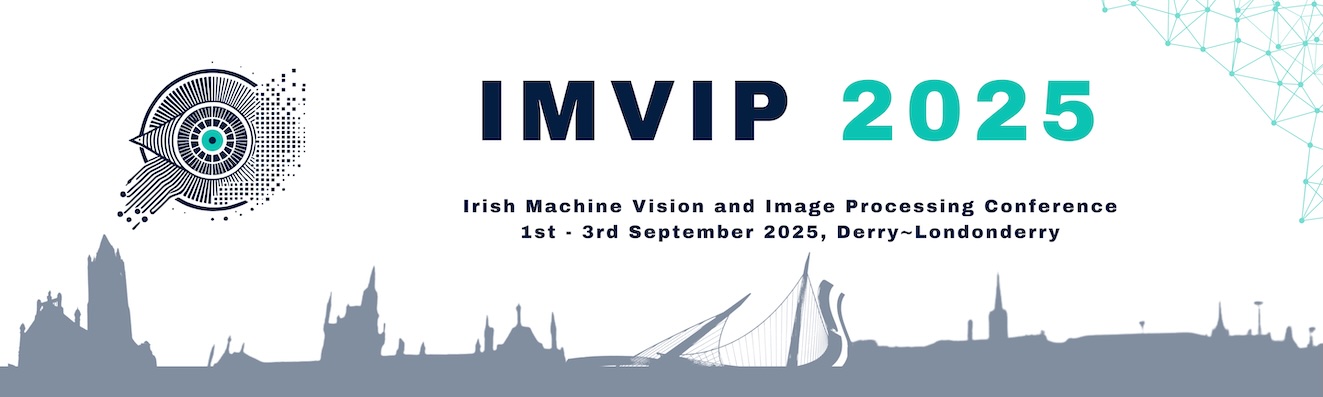 IMVIP 2025
Irish Machine Vision and Image Processing Conference
1st - 3rd September 2025, Derry~Londonderry